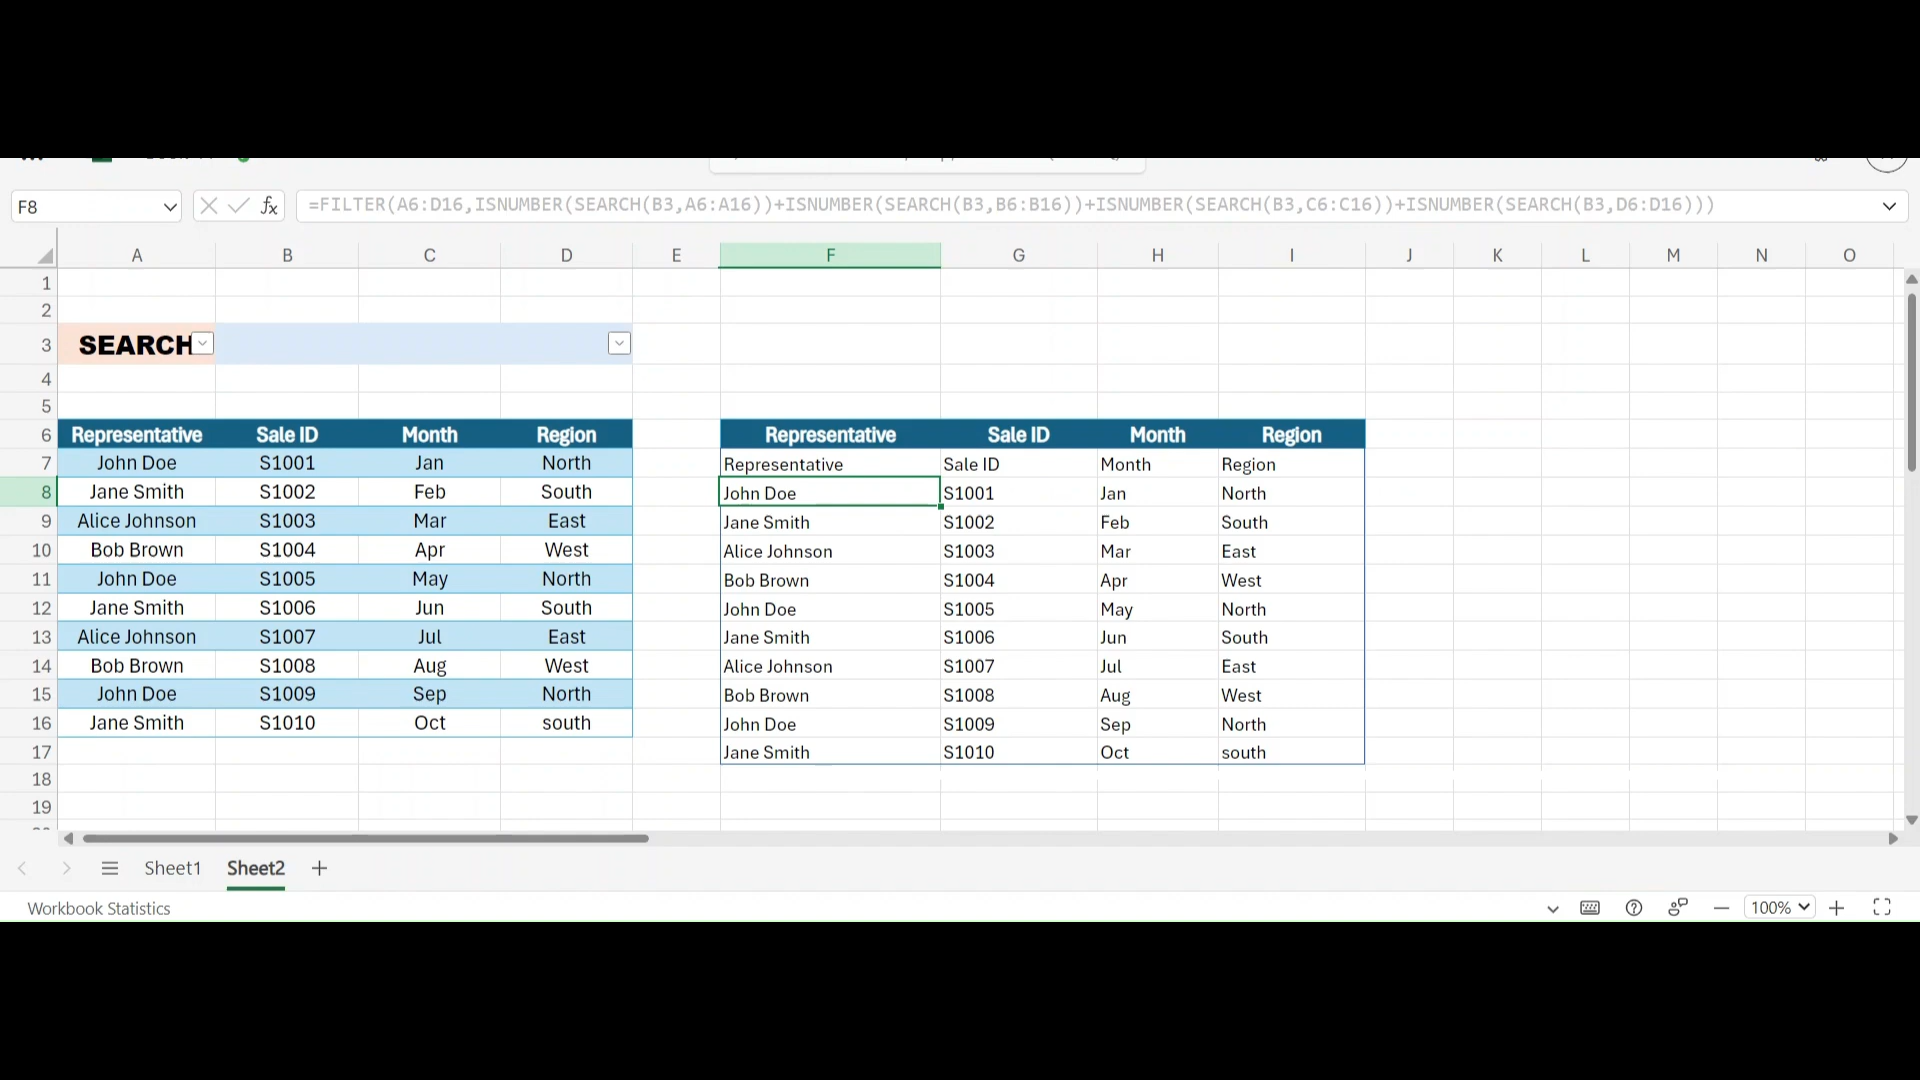 F8 fx =FILTER(A6:D16,ISNUMBER(SEARCH(B3,A6:A16))+ISNUMBER(SEARCH(B3,B6:B16))+ISNUMBER(SEARCH(B3,C6:C16))+ISNUMBER(SEARCH(B3,D6:D16)))
A B C D E F G H I J K L M N O
1
2
3 SEARCH
4
5
6 Representative Sale ID Month Region Representative Sale ID Month Region
7 John Doe S1001 Jan North Representative Sale ID Month Region
8 Jane Smith S1002 Feb South John Doe S1001 Jan North
9 Alice Johnson S1003 Mar East Jane Smith S1002 Feb South
10 Bob Brown S1004 Apr West Alice Johnson S1003 Mar East
11 John Doe S1005 May North Bob Brown S1004 Apr West
12 Jane Smith S1006 Jun South John Doe S1005 May North
13 Alice Johnson S1007 Jul East Jane Smith S1006 Jun South
14 Bob Brown S1008 Aug West Alice Johnson S1007 Jul East
15 John Doe S1009 Sep North Bob Brown S1008 Aug West
16 Jane Smith S1010 Oct south John Doe S1009 Sep North
17 Jane Smith S1010 Oct south
18
19
Sheet1 Sheet2
Workbook Statistics 100%